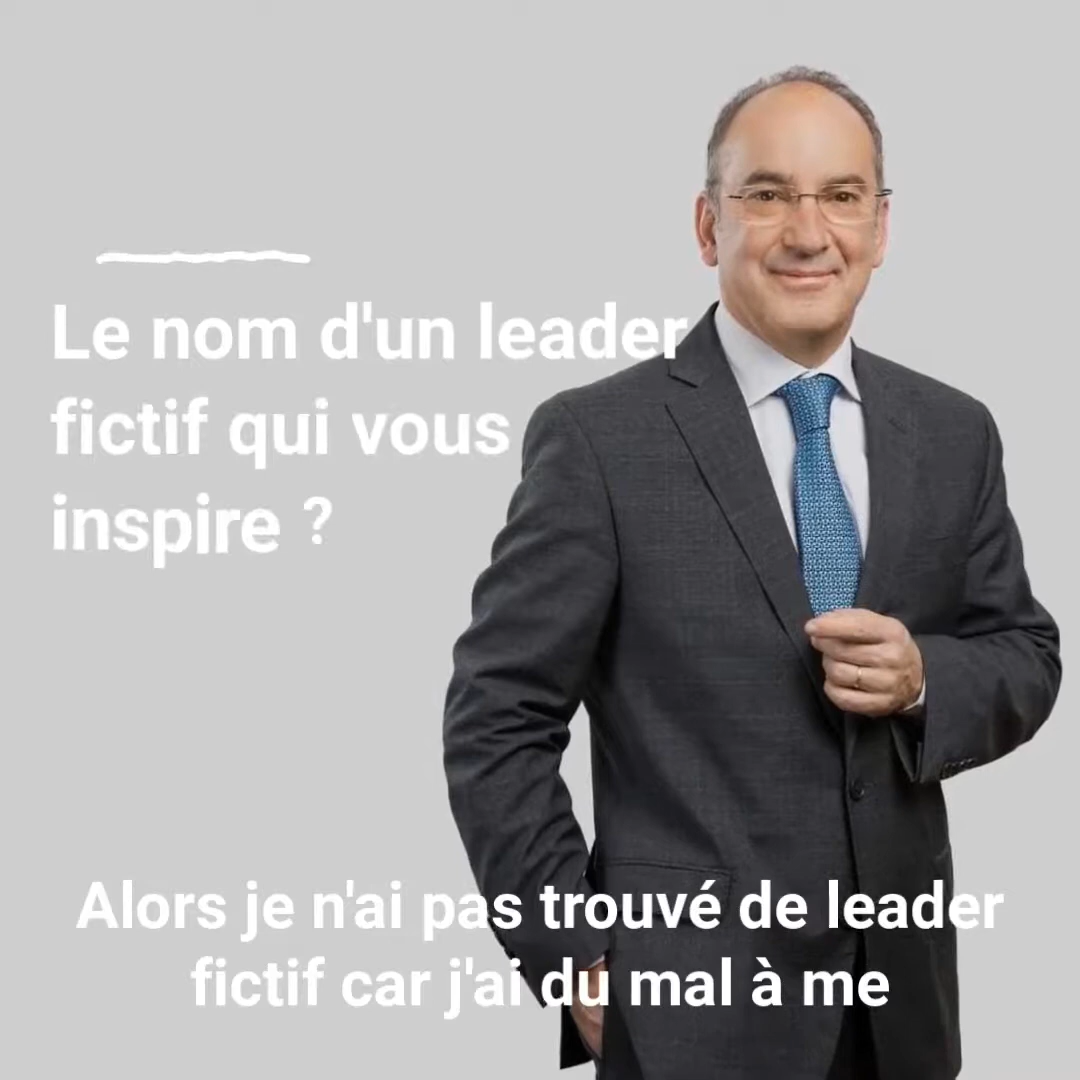 Le nom d'un leader
fictif qui vous
inspire ?
Alors je n'ai pas trouvé de leader
fictif car j'ai du mal à me